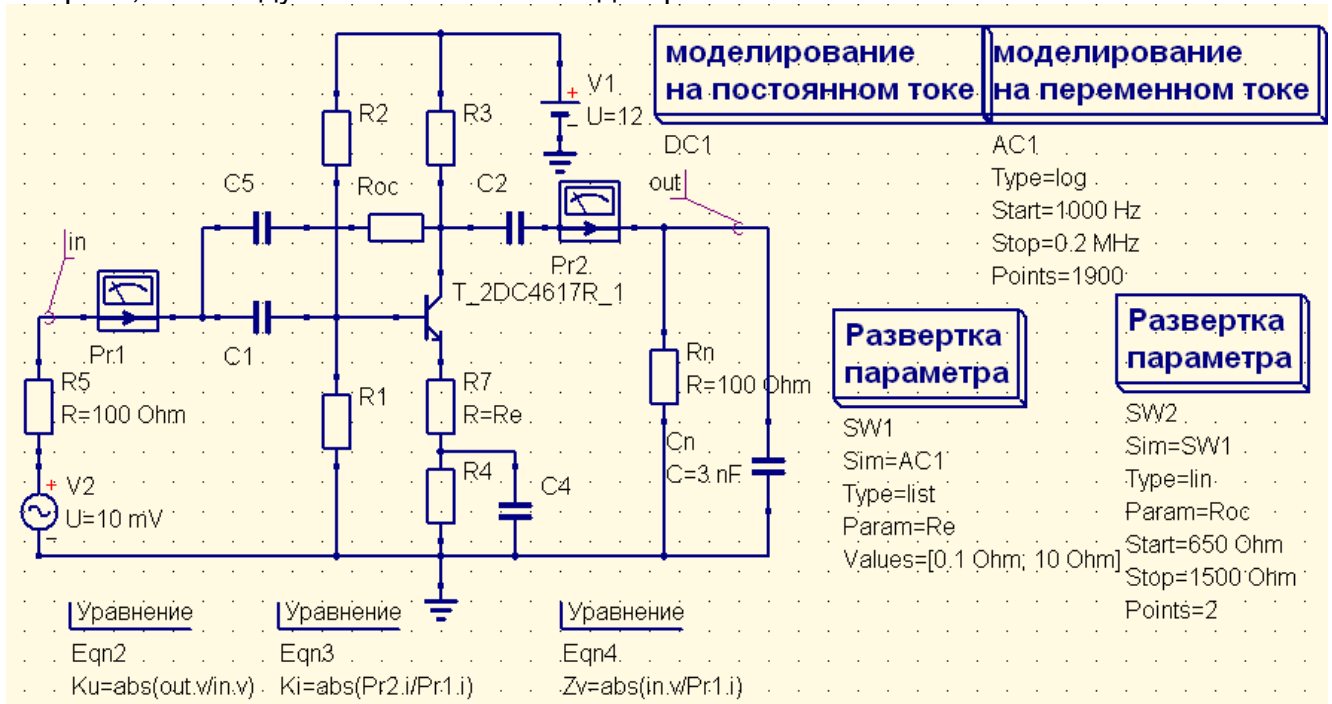 моделирование
на постоянном токе
DC1
моделирование
на переменном токе
AC1
Type=log
Start=1000 Hz
Stop=0.2 MHz
Points=1900
V1
U=12
R2
R3
C5
Roc
C2
out
in
Pr2
T_2DC4617R_1
Pr1
C1
R5
R=100 Ohm
R1
R7
R=Re
Rn
R=100 Ohm
V2
U=10 mV
R4
C4
Cn
C=3 nF
Развертка
параметра
SW1
Sim=AC1
Type=list
Param=Re
Values=[0.1 Ohm; 10 Ohm]
Развертка
параметра
SW2
Sim=SW1
Type=lin
Param=Roc
Start=650 Ohm
Stop=1500 Ohm
Points=2
Уравнение
Eqn2
Ku=abs(out.v/in.v)
Уравнение
Eqn3
Ki=abs(Pr2.i/Pr1.i)
Уравнение
Eqn4
Zv=abs(in.v/Pr1.i)